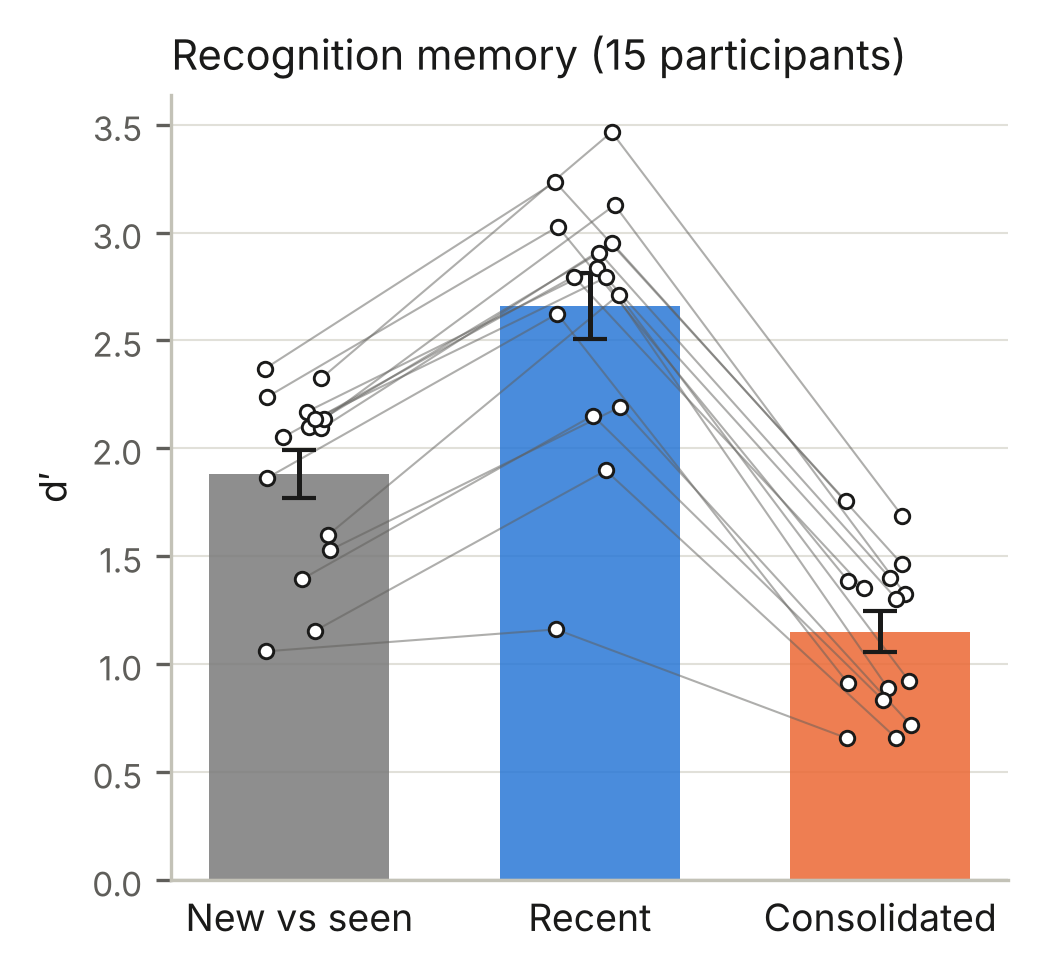 Recognition memory (15 participants)
3.5
3.0
2.5
2.0
1.5
1.0
0.5
0.0
d′
New vs seen
Recent
Consolidated